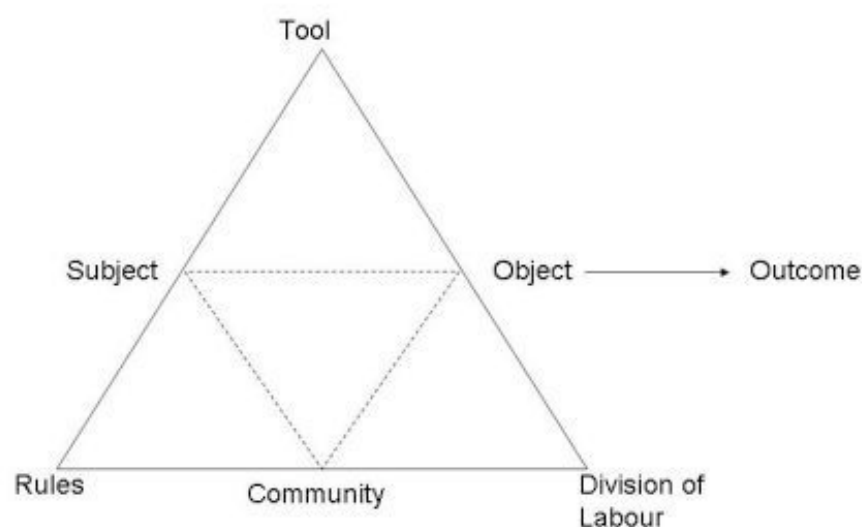 Tool
Subject
Object
Outcome
Rules
Community
Division of
Labour